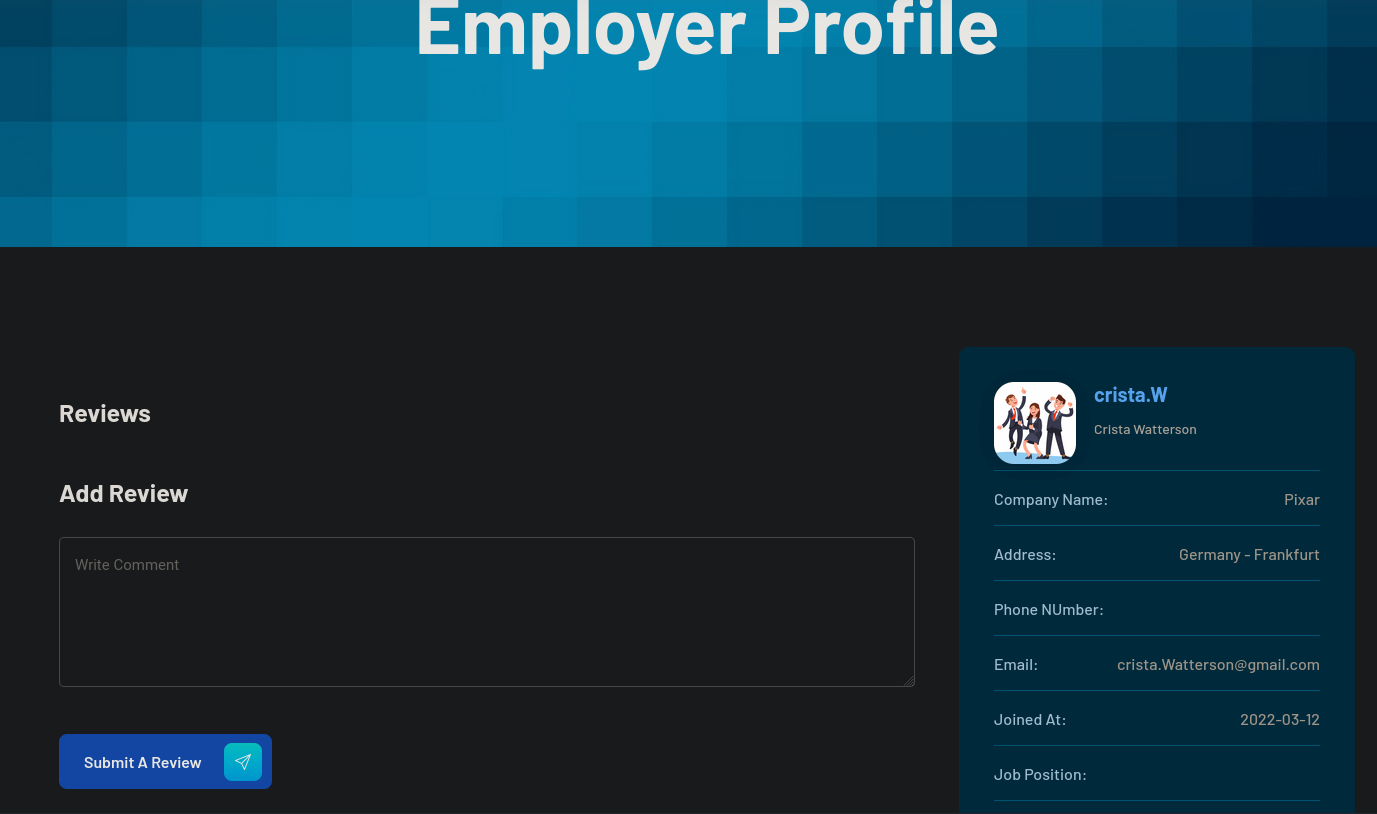 Employer Profile
Reviews
Add Review
Write Comment
Submit A Review
crista.W
Crista Watterson
Company Name: Pixar
Address: Germany - Frankfurt
Phone NUmber:
Email: crista.Watterson@gmail.com
Joined At: 2022-03-12
Job Position: